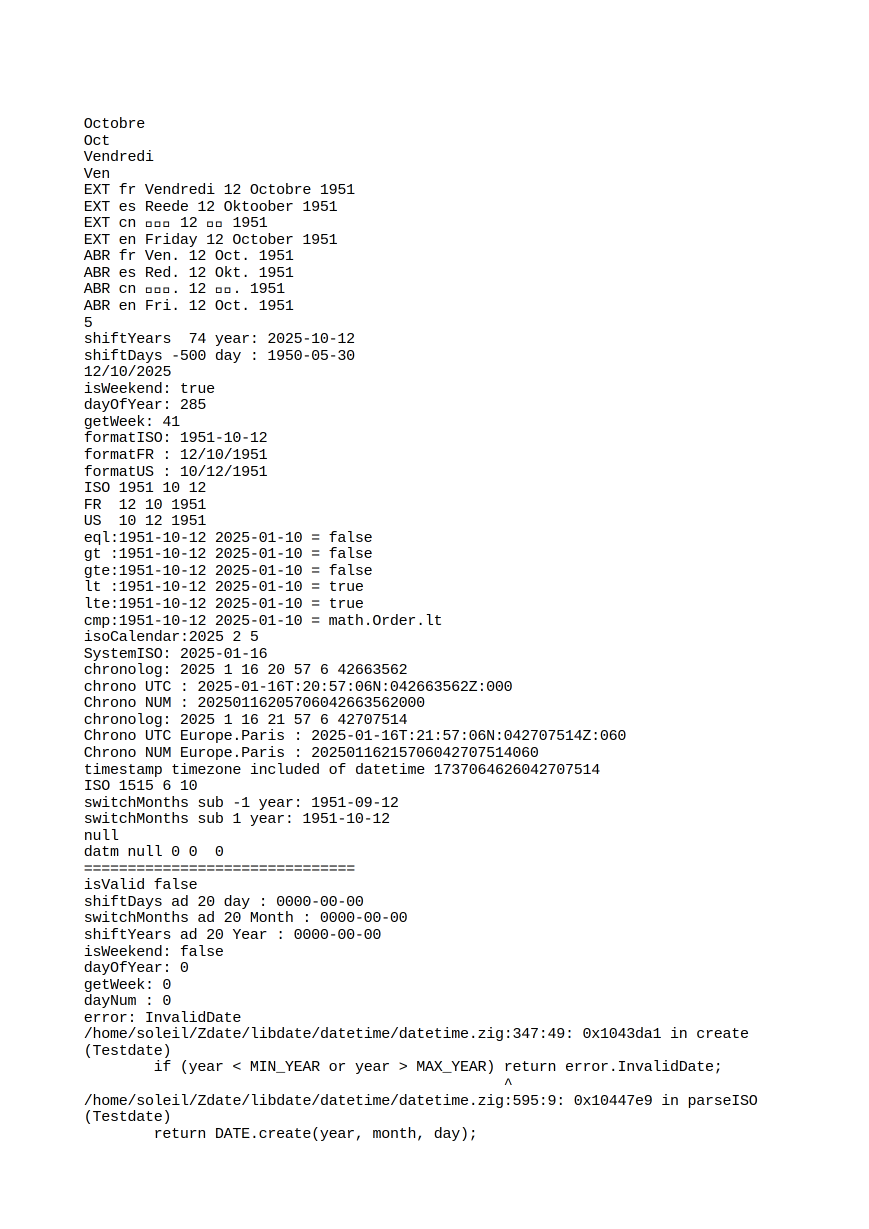 Octobre
Oct
Vendredi
Ven
EXT fr Vendredi 12 Octobre 1951
EXT es Reede 12 Oktoober 1951
EXT cn 12 1951
EXT en Friday 12 October 1951
ABR fr Ven. 12 Oct. 1951
ABR es Red. 12 Okt. 1951
ABR cn . 12 . 1951
ABR en Fri. 12 Oct. 1951
5
shiftYears  74 year: 2025-10-12
shiftDays -500 day : 1950-05-30
12/10/2025
isWeekend: true
dayOfYear: 285
getWeek: 41
formatISO: 1951-10-12
formatFR : 12/10/1951
formatUS : 10/12/1951
ISO 1951 10 12
FR  12 10 1951
US  10 12 1951
eql:1951-10-12 2025-01-10 = false
gt :1951-10-12 2025-01-10 = false
gte:1951-10-12 2025-01-10 = false
lt :1951-10-12 2025-01-10 = true
lte:1951-10-12 2025-01-10 = true
cmp:1951-10-12 2025-01-10 = math.Order.lt
isoCalendar:2025 2 5
SystemISO: 2025-01-16
chronolog: 2025 1 16 20 57 6 42663562
chrono UTC : 2025-01-16T:20:57:06N:042663562Z:000
Chrono NUM : 20250116205706042663562000
chronolog: 2025 1 16 21 57 6 42707514
Chrono UTC Europe.Paris : 2025-01-16T:21:57:06N:042707514Z:060
Chrono NUM Europe.Paris : 20250116215706042707514060
timestamp timezone included of datetime 1737064626042707514
ISO 1515 6 10
switchMonths sub -1 year: 1951-09-12
switchMonths sub 1 year: 1951-10-12
null
datm null 0 0  0
===============================
isValid false
shiftDays ad 20 day : 0000-00-00
switchMonths ad 20 Month : 0000-00-00
shiftYears ad 20 Year : 0000-00-00
isWeekend: false
dayOfYear: 0
getWeek: 0
dayNum : 0
error: InvalidDate
/home/soleil/Zdate/libdate/datetime/datetime.zig:347:49: 0x1043da1 in create
(Testdate)
        if (year < MIN_YEAR or year > MAX_YEAR) return error.InvalidDate;
                                                ^
/home/soleil/Zdate/libdate/datetime/datetime.zig:595:9: 0x10447e9 in parseISO
(Testdate)
        return DATE.create(year, month, day);